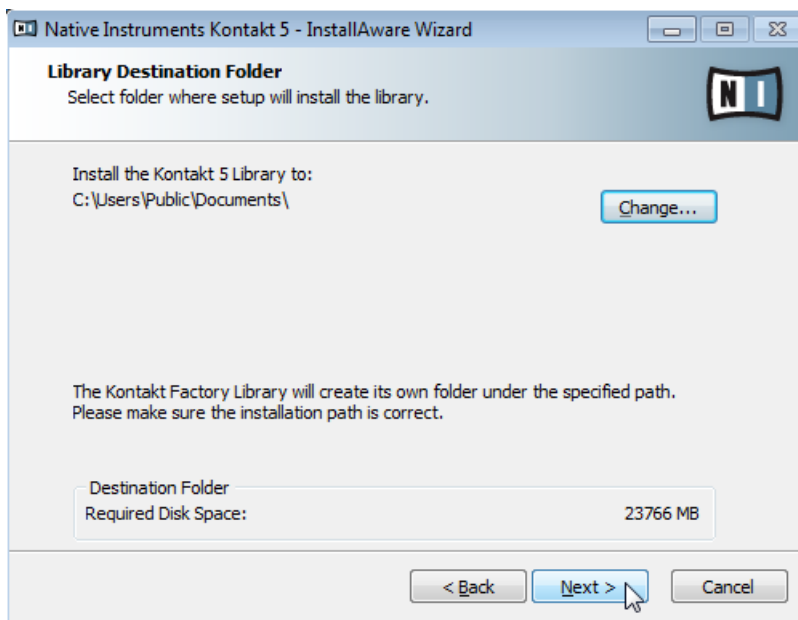 Native Instruments Kontakt 5 - InstallAware Wizard
Library Destination Folder
Select folder where setup will install the library.
N I
Install the Kontakt 5 Library to:
C:\Users\Public\Documents\
Change...
The Kontakt Factory Library will create its own folder under the specified path.
Please make sure the installation path is correct.
Destination Folder
Required Disk Space: 23766 MB
< Back Next > Cancel